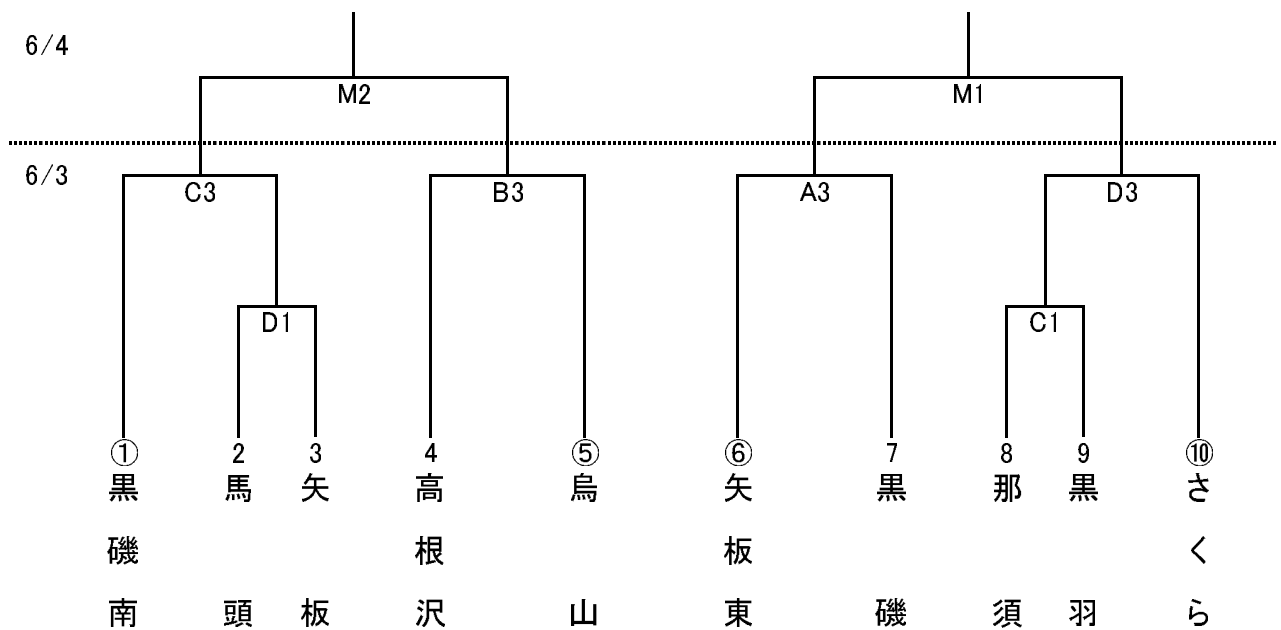 6/4
M2
M1
6/3
C3
B3
A3
D3
D1
C1
①
黒磯南
2
馬頭
3
矢板
4
高根沢
⑤
烏山
⑥
矢板東
7
黒磯
8
那須
9
黒羽
⑩
さくら